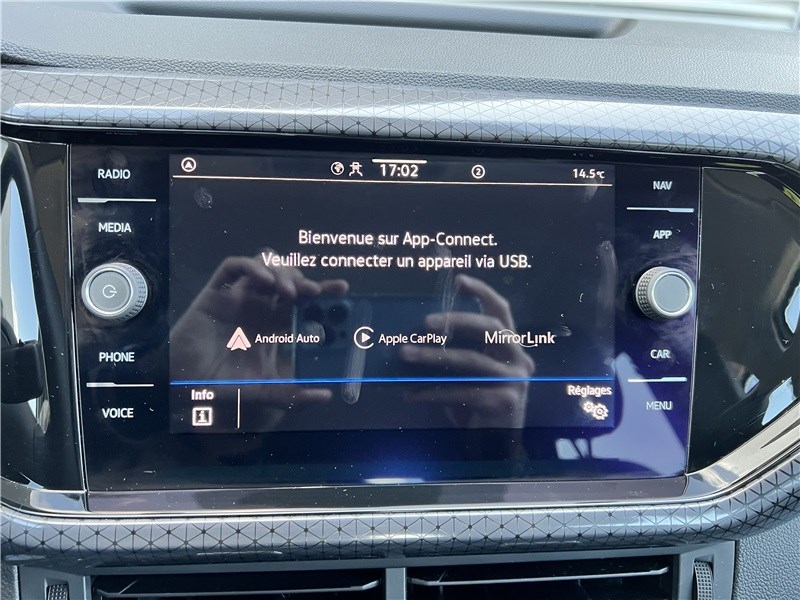 RADIO
MEDIA
PHONE
VOICE
17:02
2
14.5°C
Bienvenue sur App-Connect.
Veuillez connecter un appareil via USB.
Android Auto
Apple CarPlay
MirrorLink
Info
Réglages
NAV
APP
CAR
MENU